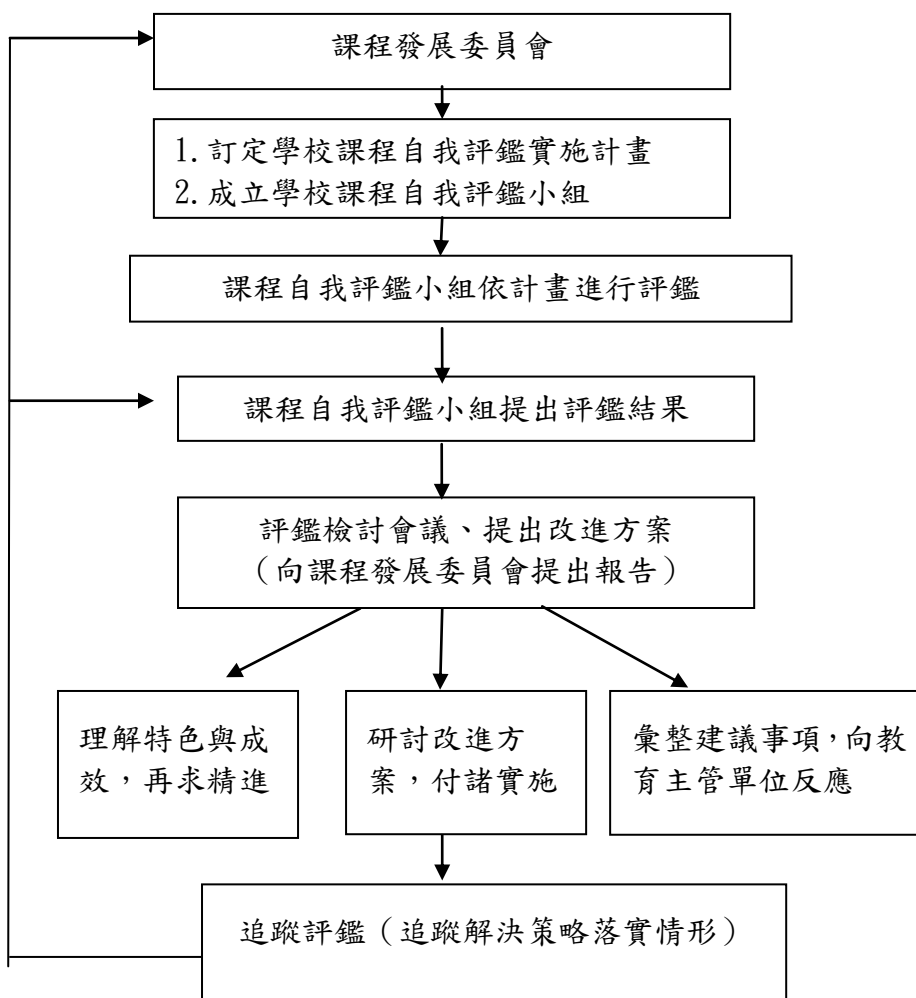 課程發展委員會
1.訂定學校課程自我評鑑實施計畫
2.成立學校課程自我評鑑小組
課程自我評鑑小組依計畫進行評鑑
課程自我評鑑小組提出評鑑結果
評鑑檢討會議、提出改進方案
（向課程發展委員會提出報告）
理解特色與成
效，再求精進
研討改進方
案，付諸實施
彙整建議事項，向教
育主管單位反應
追蹤評鑑（追蹤解決策略落實情形）